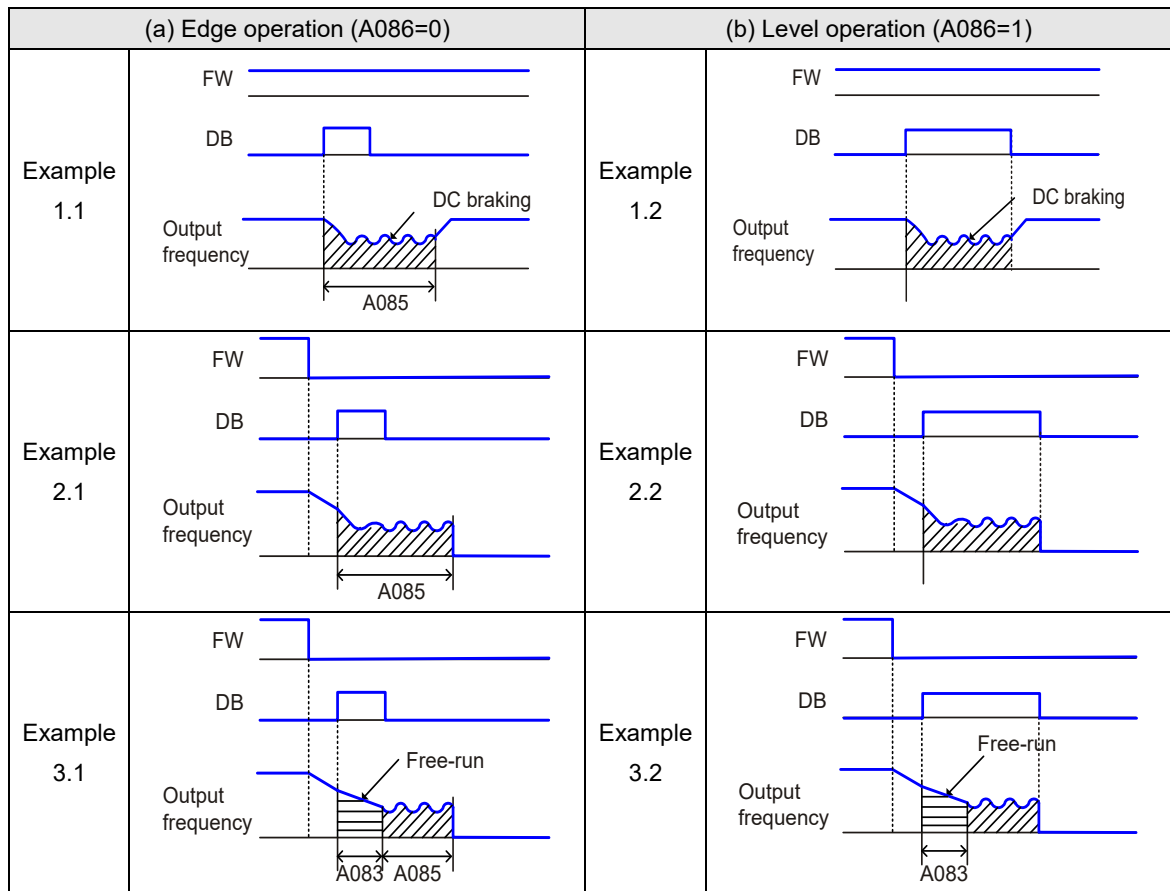 (a) Edge operation (A086=0)
(b) Level operation (A086=1)
Example
1.1
FW
DB
DC braking
Output
frequency
A085
Example
1.2
FW
DB
DC braking
Output
frequency
Example
2.1
FW
DB
Output
frequency
A085
Example
2.2
FW
DB
Output
frequency
Example
3.1
FW
DB
Free-run
Output
frequency
A083
A085
Example
3.2
FW
DB
Free-run
Output
frequency
A083